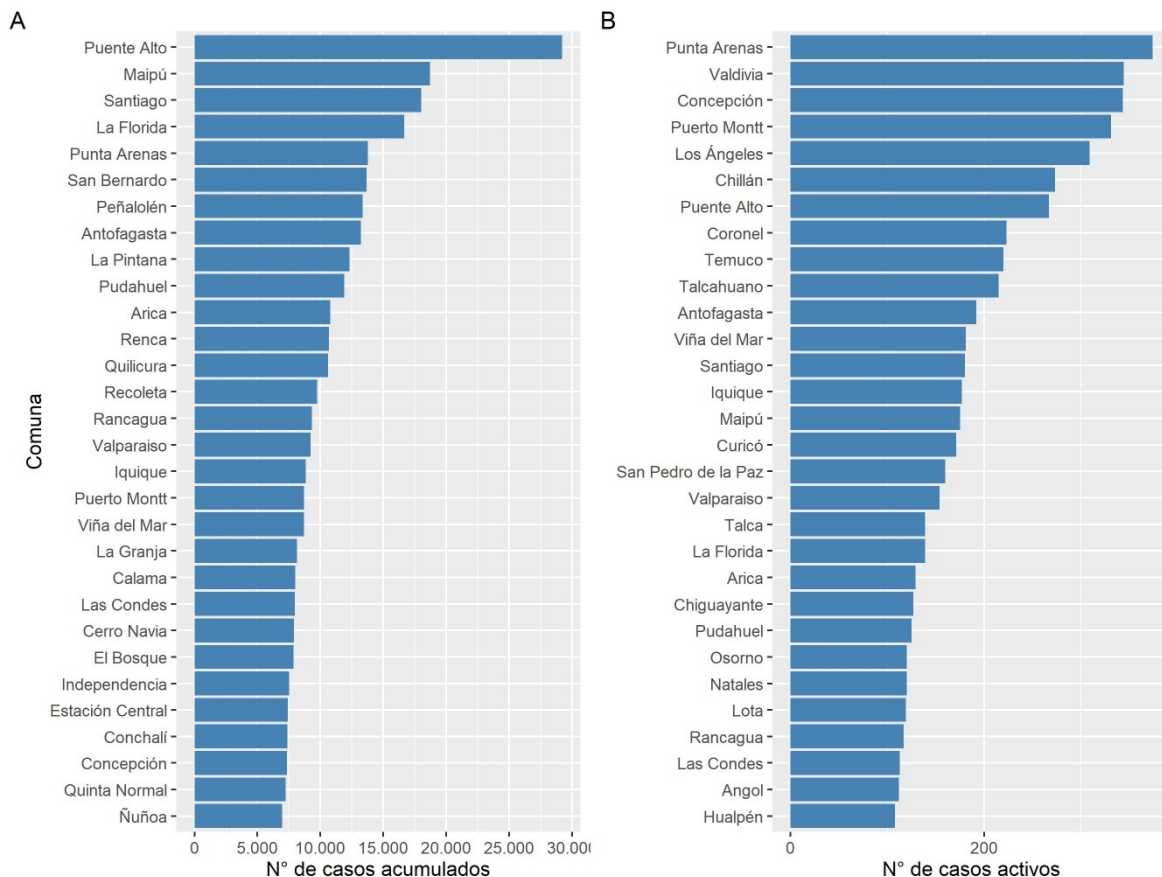 A
Puente Alto
Maipú
Santiago
La Florida
Punta Arenas
San Bernardo
Peñalolén
Antofagasta
La Pintana
Pudahuel
Arica
Renca
Quilicura
Recoleta
Rancagua
Valparaiso
Iquique
Puerto Montt
Viña del Mar
La Granja
Calama
Las Condes
Cerro Navia
El Bosque
Independencia
Estación Central
Conchalí
Concepción
Quinta Normal
Ñuñoa
Comuna
0 5.000 10.000 15.000 20.000 25.000 30.000
N° de casos acumulados
B
Punta Arenas
Valdivia
Concepción
Puerto Montt
Los Ángeles
Chillán
Puente Alto
Coronel
Temuco
Talcahuano
Antofagasta
Viña del Mar
Santiago
Iquique
Maipú
Curicó
San Pedro de la Paz
Valparaiso
Talca
La Florida
Arica
Chiguayante
Pudahuel
Osorno
Natales
Lota
Rancagua
Las Condes
Angol
Hualpén
0 200
N° de casos activos